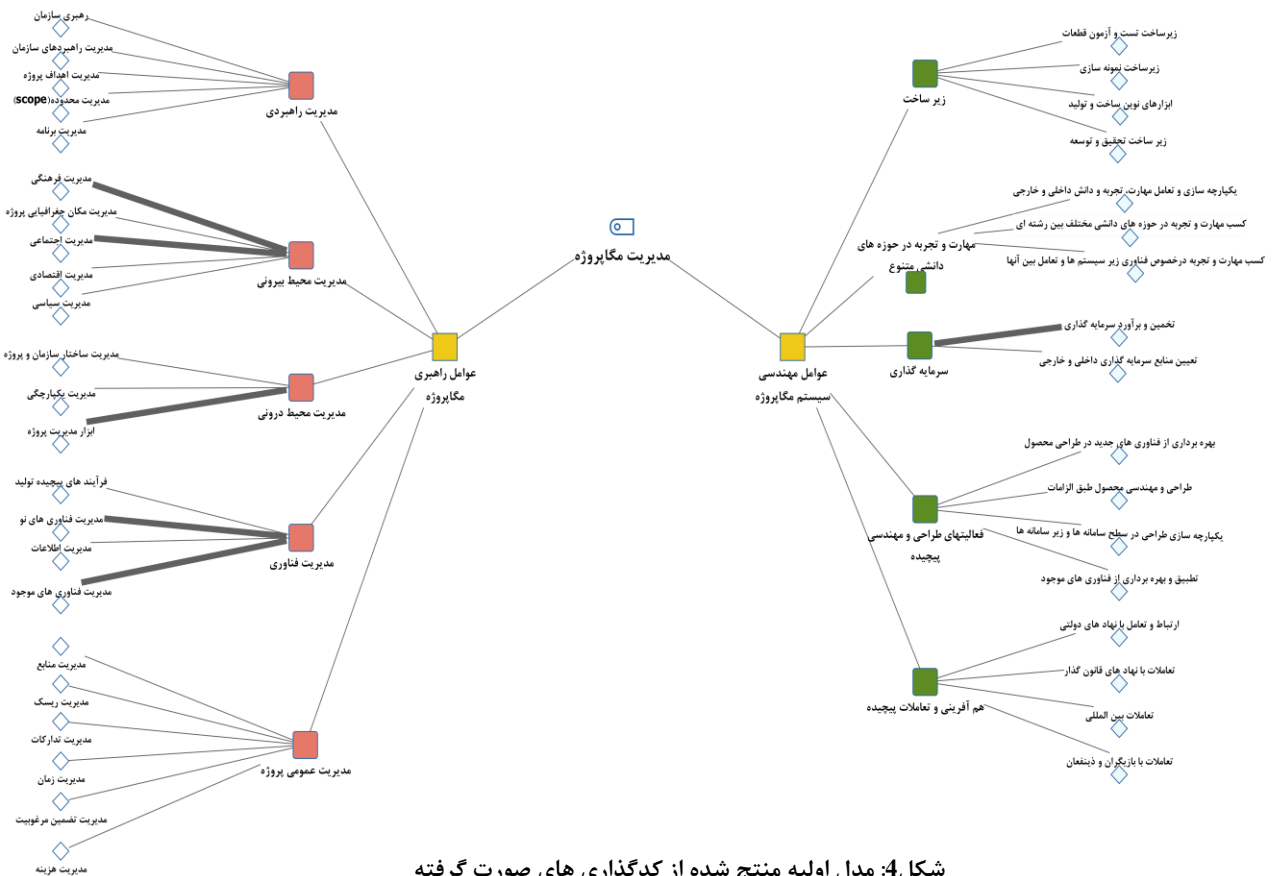 مدیریت مگاپروژه
زیر ساخت
زیرساخت تست و آزمون قطعات
زیرساخت نمونه سازی
ابزارهای نوین ساخت و تولید
زیر ساخت تحقیق و توسعه
مهارت و تجربه در حوزه های
دانشی متنوع
یکپارچه سازی و تعامل مهارت، تجربه و دانش داخلی و خارجی
کسب مهارت و تجربه در حوزه های دانشی مختلف بین رشته ای
کسب مهارت و تجربه درخصوص فناوری زیر سیستم ها و تعامل بین آنها
عوامل مهندسی
سیستم مگاپروژه
سرمایه گذاری
تخمین و برآورد سرمایه گذاری
تعیین منابع سرمایه گذاری داخلی و خارجی
فعالیتهای طراحی و مهندسی
پیچیده
بهره برداری از فناوری های جدید در طراحی محصول
طراحی و مهندسی محصول طبق الزامات
یکپارچه سازی طراحی در سطح سامانه ها و زیر سامانه ها
تطبیق و بهره برداری از فناوری های موجود
هم آفرینی و تعاملات پیچیده
ارتباط و تعامل با نهاد های دولتی
تعاملات با نهاد های قانون گذار
تعاملات بین المللی
تعاملات با بازیگران و ذینفعان
عوامل راهبری
مگاپروژه
مدیریت راهبردی
رهبری سازمان
مدیریت راهبردهای سازمان
مدیریت اهداف پروژه
مدیریت محدوده(scope)
مدیریت برنامه
مدیریت محیط بیرونی
مدیریت فرهنگی
مدیریت مکان جغرافیایی پروژه
مدیریت اجتماعی
مدیریت اقتصادی
مدیریت سیاسی
مدیریت محیط درونی
مدیریت ساختار سازمان و پروژه
مدیریت یکپارچگی
ابزار مدیریت پروژه
مدیریت فناوری
فرآیند های پیچیده تولید
مدیریت فناوری های نو
مدیریت اطلاعات
مدیریت فناوری های موجود
مدیریت عمومی پروژه
مدیریت منابع
مدیریت ریسک
مدیریت تدارکات
مدیریت زمان
مدیریت تضمین مرغوبیت
مدیریت هزینه
شکل4: مدل اولیه منتج شده از کدگذاری های صورت گرفته